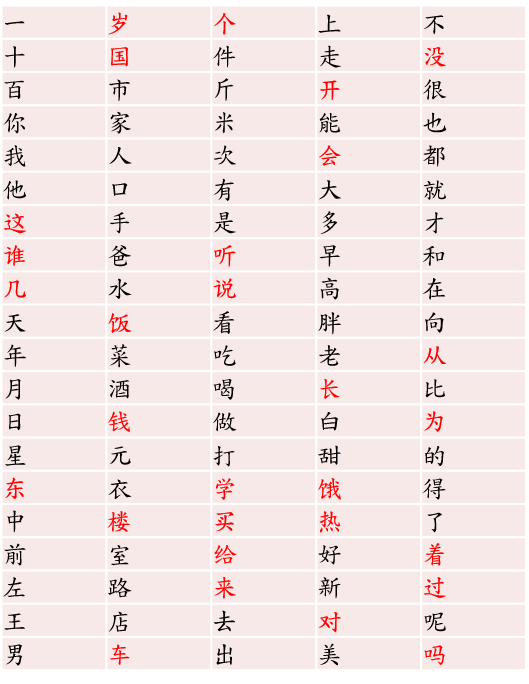 一 岁 个 上 不
十 国 件 走 没
百 市 斤 开 很
你 家 米 能 也
我 人 次 会 都
他 口 有 大 就
这 手 是 多 才
谁 爸 听 早 和
几 水 说 高 在
天 饭 看 胖 向
年 菜 吃 老 从
月 酒 喝 长 比
日 钱 做 白 为
星 元 打 甜 的
东 衣 学 饿 得
中 楼 买 热 了
前 室 给 好 着
左 路 来 新 过
王 店 去 对 呢
男 车 出 美 吗